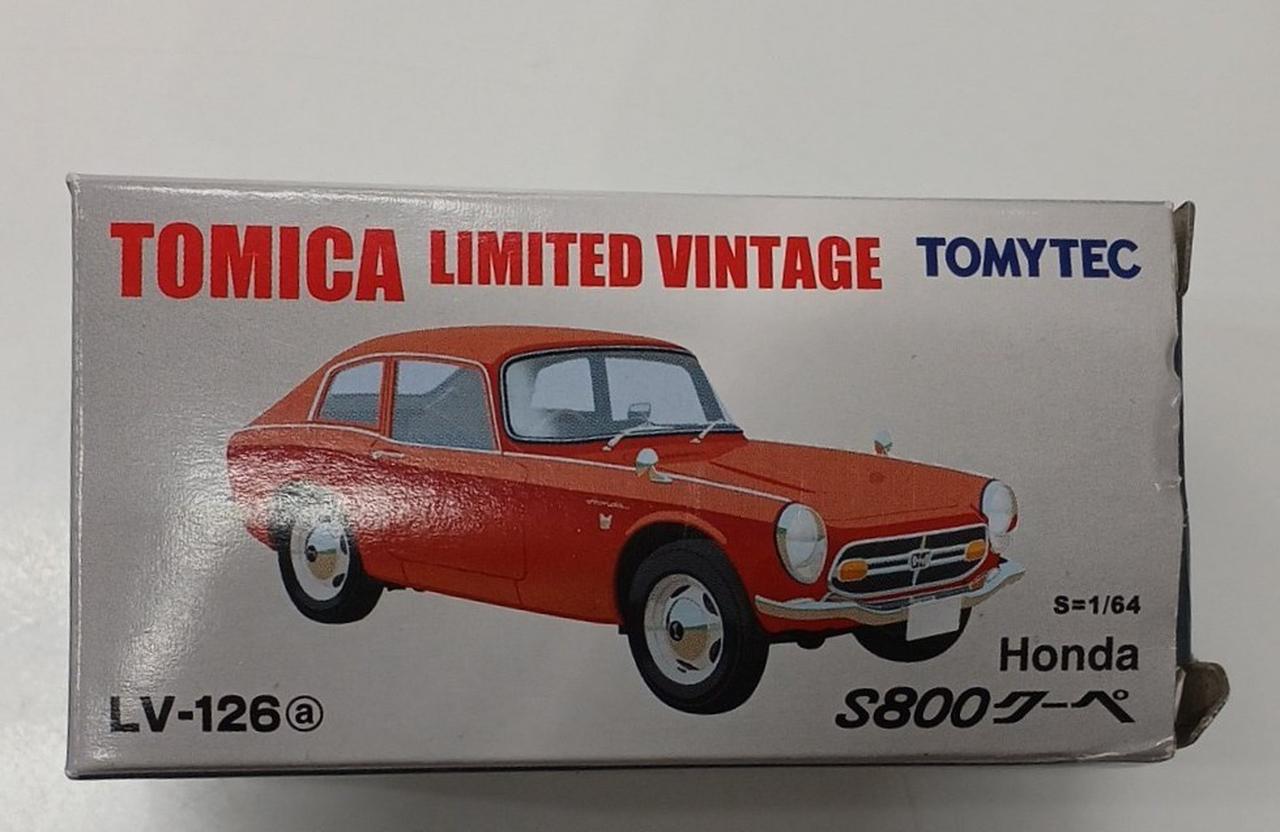 TOMICA LIMITED VINTAGE TOMYTEC
S=1/64
Honda
LV-126ⓐ S800クーペ